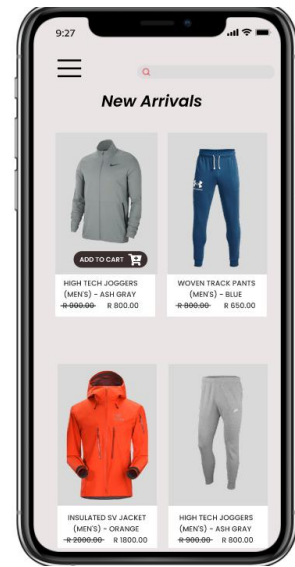 9:27
New Arrivals
ADD TO CART
HIGH TECH JOGGERS
(MEN'S) - ASH GRAY
R 900.00 R 800.00
WOVEN TRACK PANTS
(MEN'S) - BLUE
R 800.00 R 650.00
INSULATED SV JACKET
(MEN'S) - ORANGE
R 2000.00 R 1800.00
HIGH TECH JOGGERS
(MEN'S) - ASH GRAY
R 900.00 R 800.00